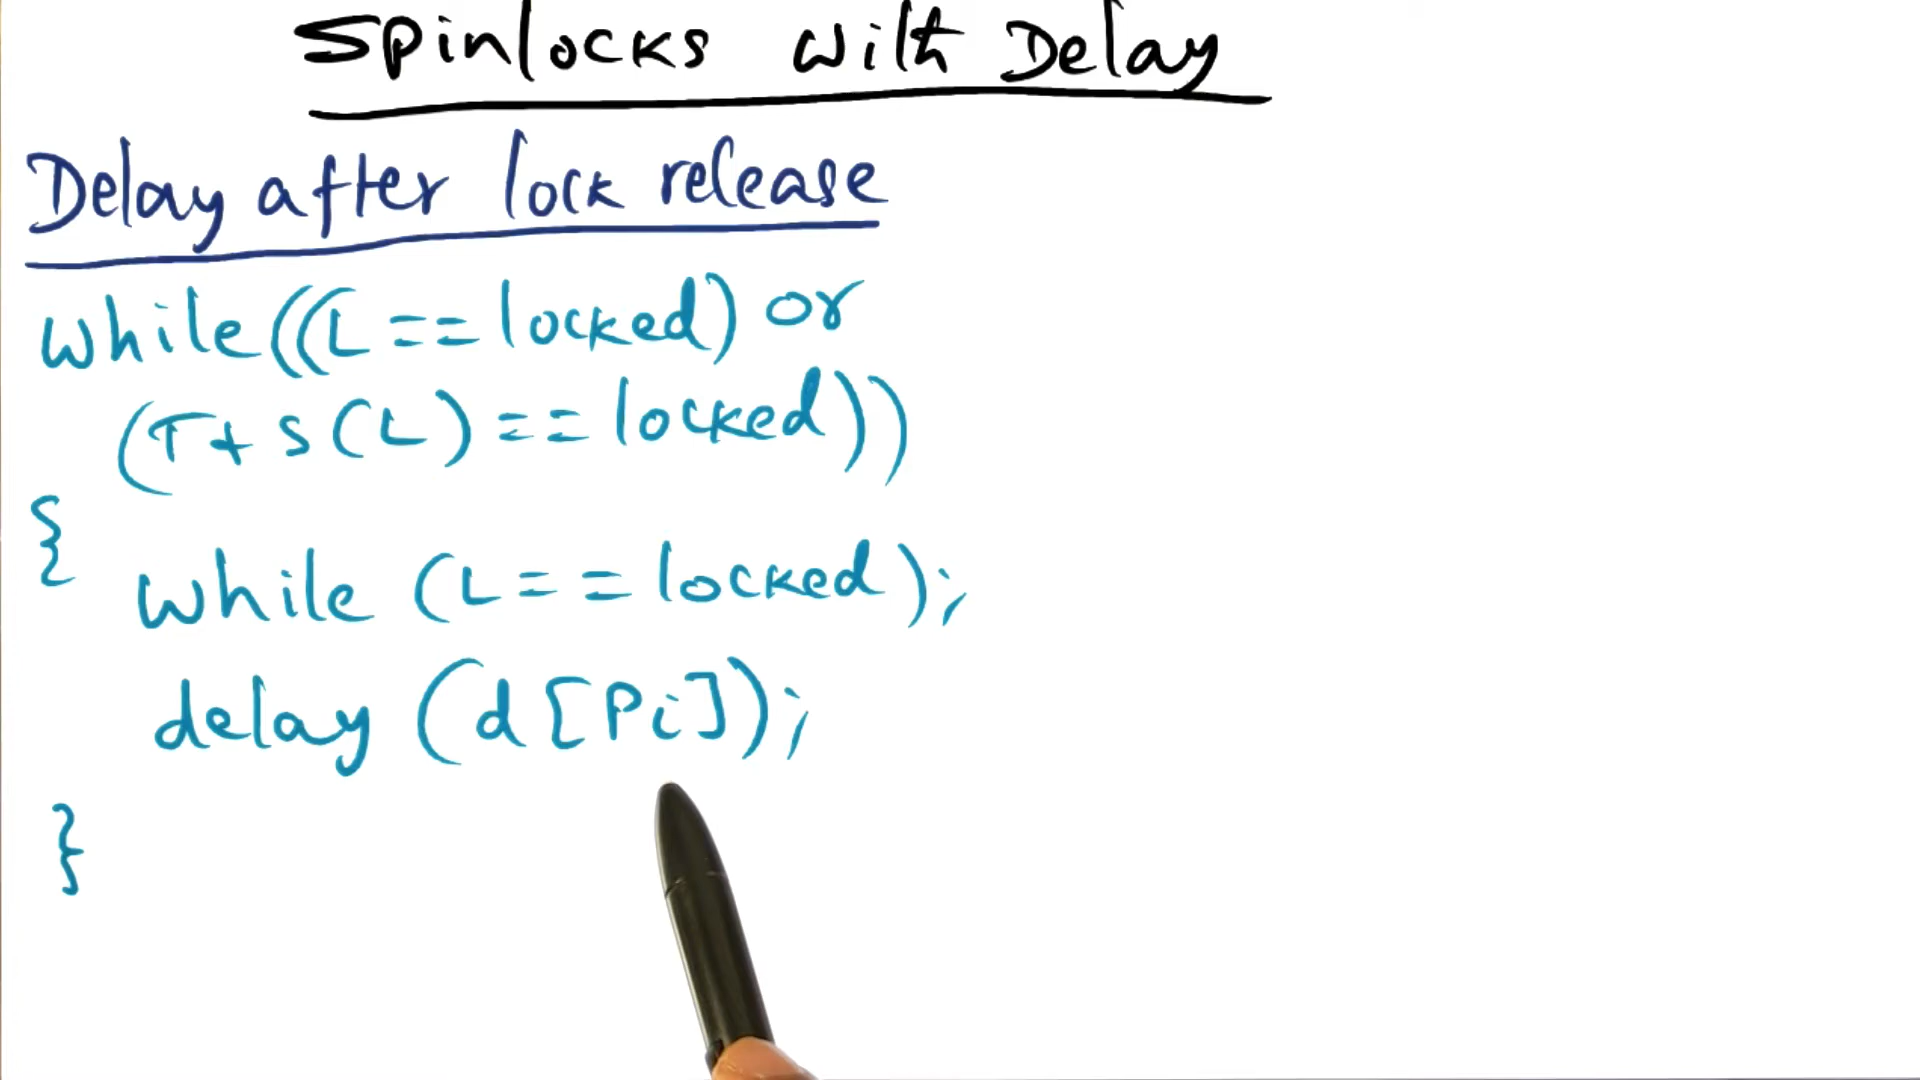 Spinlocks with Delay
Delay after lock release
while((L==locked) or
(T+S(L)==locked))
{
while (L==locked);
delay (d[Pi]);
}